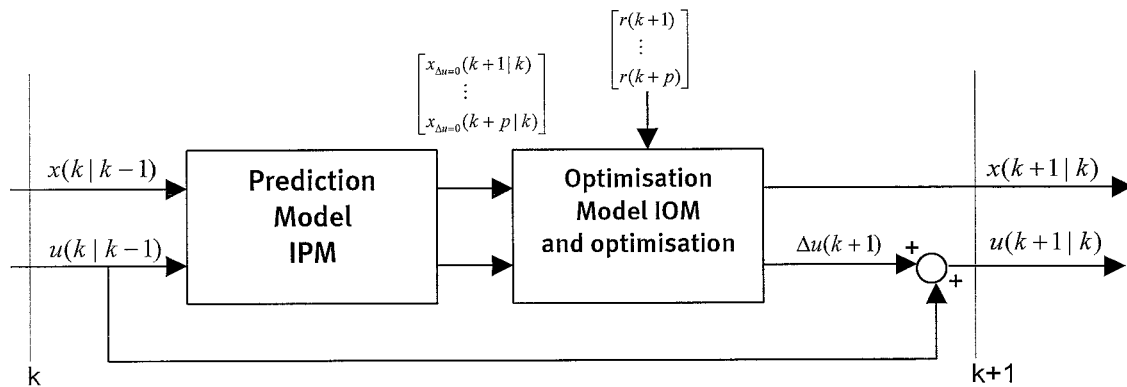 [r(k+1)
⋮
r(k+p)]
[x_{Δu=0}(k+1|k)
⋮
x_{Δu=0}(k+p|k)]
x(k|k−1)
u(k|k−1)
Prediction
Model
IPM
Optimisation
Model IOM
and optimisation
x(k+1|k)
Δu(k+1)
+
+
u(k+1|k)
k
k+1